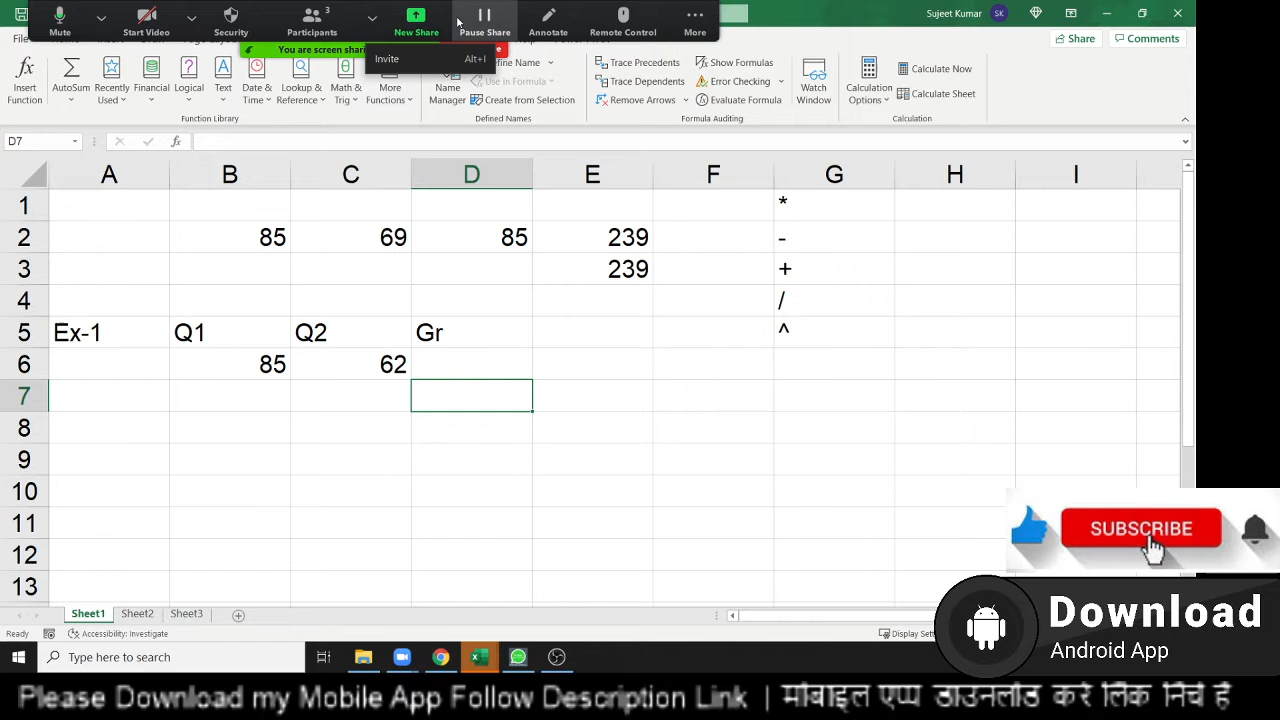 Mute
Start Video
Security
3
Participants
New Share
Pause Share
Annotate
Remote Control
More
Sujeet Kumar
SK
You are screen shari
Invite
Alt+I
Share
Comments
Insert Function
AutoSum
Recently Used
Financial
Logical
Text
Date & Time
Lookup & Reference
Math & Trig
More Functions
Function Library
Name Manager
Use in Formula
Create from Selection
Defined Names
Trace Precedents
Trace Dependents
Remove Arrows
Show Formulas
Error Checking
Evaluate Formula
Formula Auditing
Watch Window
Calculation Options
Calculate Now
Calculate Sheet
Calculation
D7
fx
A B C D E F G H I
1 *
2 85 69 85 239 -
3 239 +
4 /
5 Ex-1 Q1 Q2 Gr ^
6 85 62
7
8
9
10
11
12
13
SUBSCRIBE
Sheet1
Sheet2
Sheet3
Ready
Accessibility: Investigate
Display Sett
Download
Android App
Type here to search
Please Download my Mobile App Follow Description Link | मोबाइल एप्प डाउनलोड करे लिंक निचे है